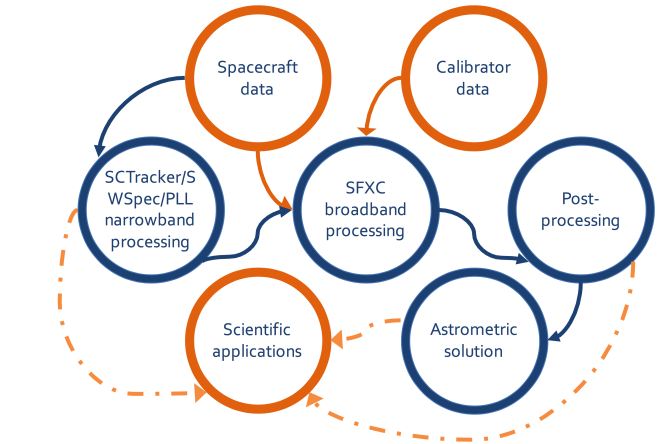 Spacecraft
data
Calibrator
data
SCTracker/S
WSpec/PLL
narrowband
processing
SFXC
broadband
processing
Post-
processing
Scientific
applications
Astrometric
solution